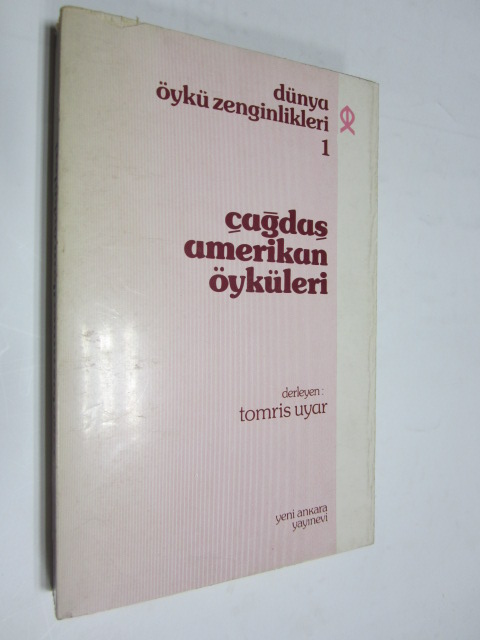 dünya
öykü zenginlikleri
1
çağdaş
amerikan
öyküleri
derleyen :
tomris uyar
yeni ankara
yayınevi